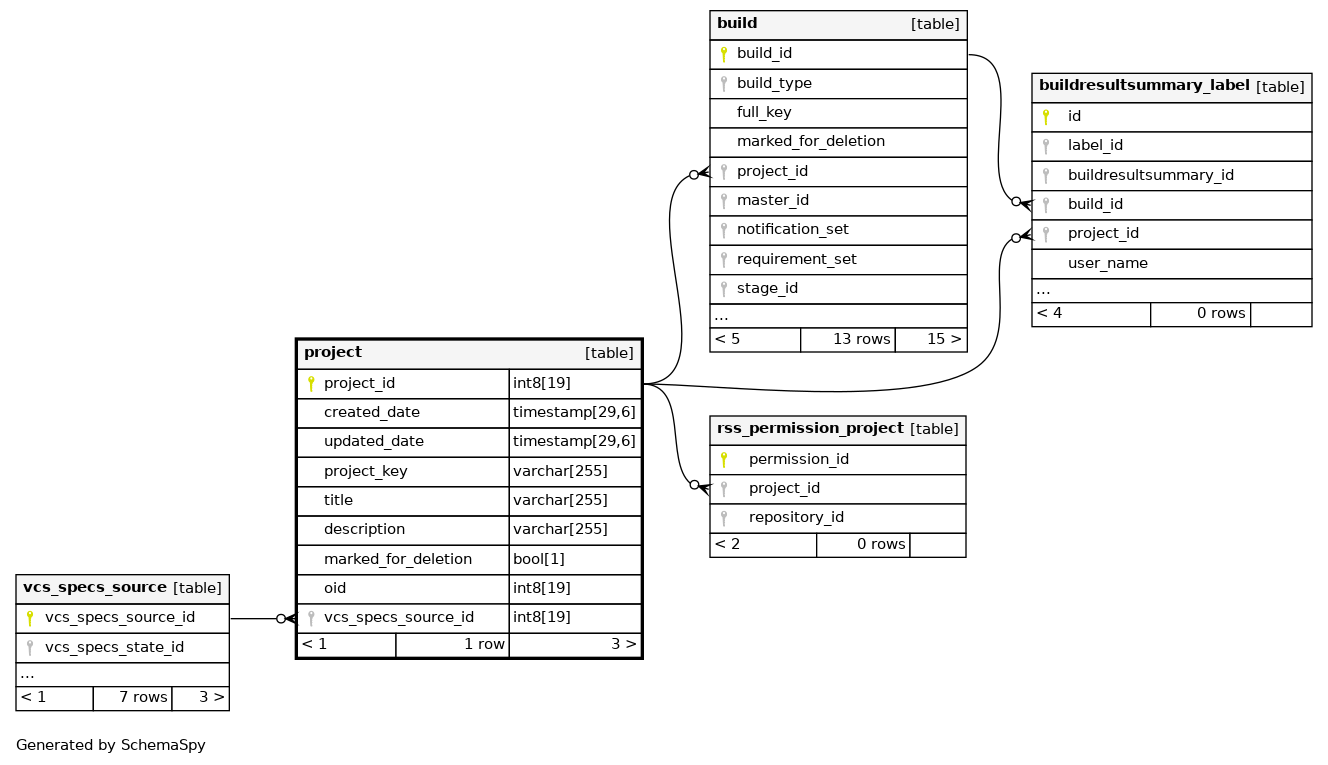 build [table]
build_id
build_type
full_key
marked_for_deletion
project_id
master_id
notification_set
requirement_set
stage_id
...
< 5 13 rows 15 >
buildresultsummary_label [table]
id
label_id
buildresultsummary_id
build_id
project_id
user_name
...
< 4 0 rows
project [table]
project_id int8[19]
created_date timestamp[29,6]
updated_date timestamp[29,6]
project_key varchar[255]
title varchar[255]
description varchar[255]
marked_for_deletion bool[1]
oid int8[19]
vcs_specs_source_id int8[19]
< 1 1 row 3 >
rss_permission_project [table]
permission_id
project_id
repository_id
< 2 0 rows
vcs_specs_source [table]
vcs_specs_source_id
vcs_specs_state_id
...
< 1 7 rows 3 >
Generated by SchemaSpy